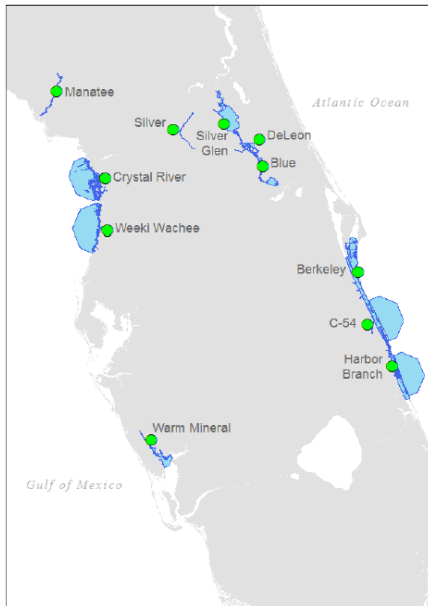 Manatee
Atlantic Ocean
Silver
Silver
Glen
DeLeon
Blue
Crystal River
Weeki Wachee
Berkeley
C-54
Harbor
Branch
Warm Mineral
Gulf of Mexico